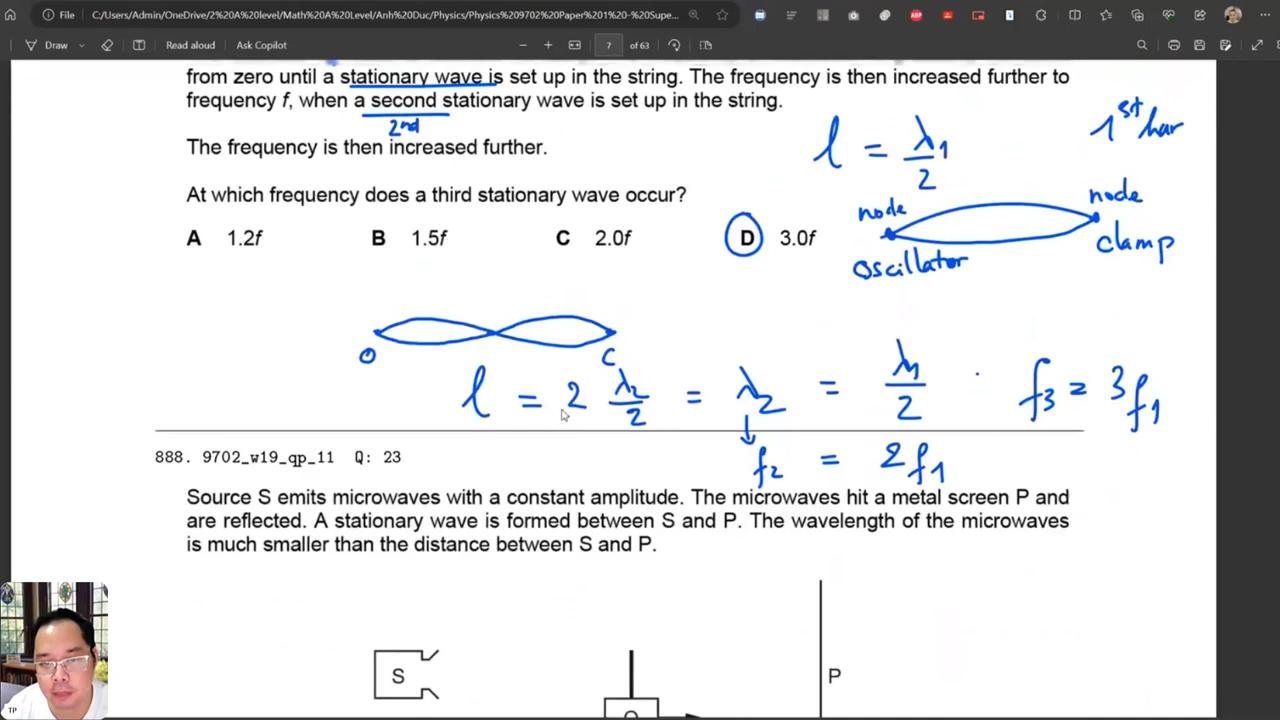 File
C:/Users/Admin/OneDrive/2%20A%20level/Math%20A%20Level/Anh%20Duc/Physics/Physics%209702%20Paper%201%20-%20Supe...
Draw
Read aloud
Ask Copilot
7
of 63
from zero until a stationary wave is set up in the string. The frequency is then increased further to
frequency f, when a second stationary wave is set up in the string.
2nd
The frequency is then increased further.
l = λ1/2
1st har
At which frequency does a third stationary wave occur?
node
node
A 1.2f B 1.5f C 2.0f D 3.0f
clamp
Oscillator
O
C
l = 2 λ2/2 = λ2 = λ1/2
f3 = 3f1
f2 = 2f1
888. 9702_w19_qp_11 Q: 23
Source S emits microwaves with a constant amplitude. The microwaves hit a metal screen P and
are reflected. A stationary wave is formed between S and P. The wavelength of the microwaves
is much smaller than the distance between S and P.
S
P
TP